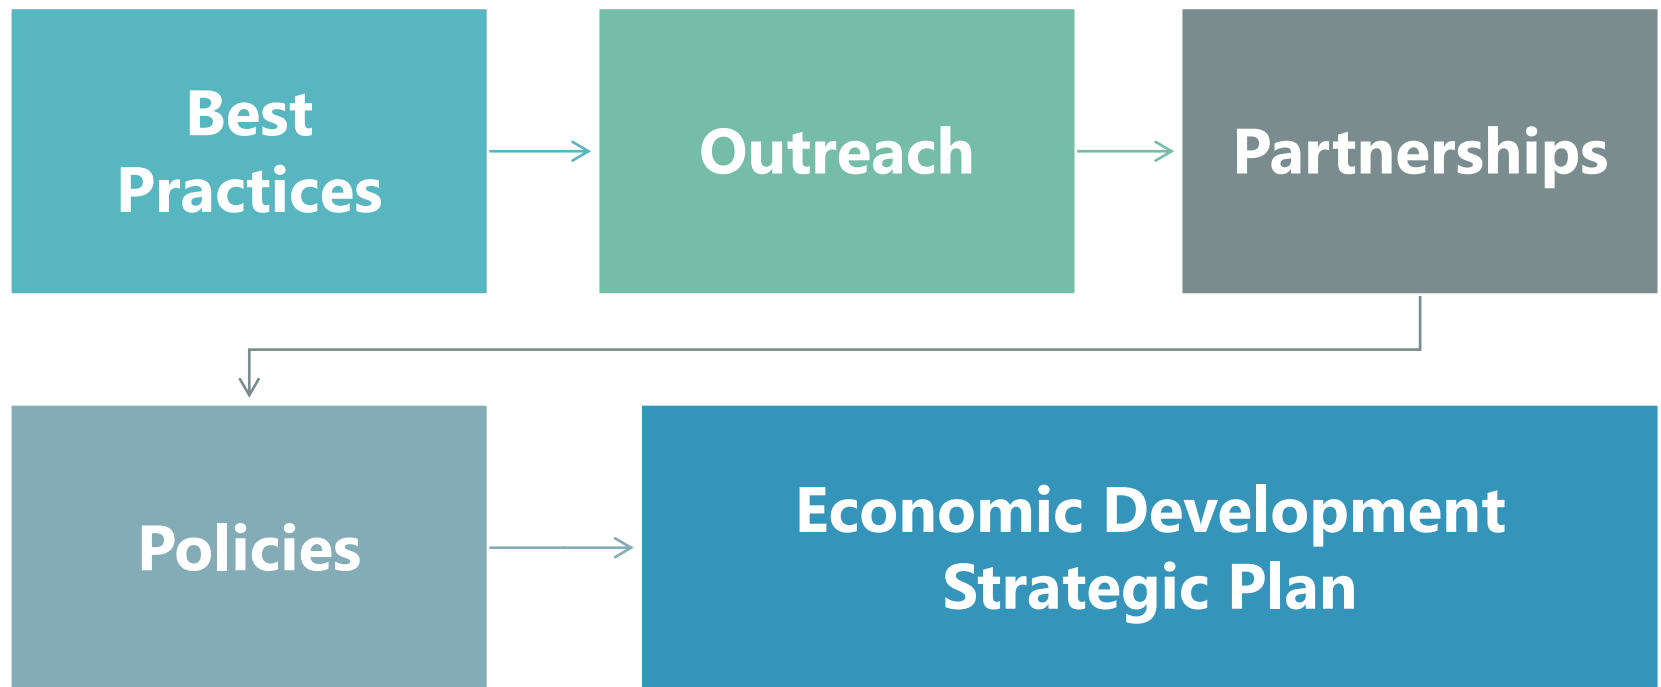 Best
Practices
Outreach
Partnerships
Policies
Economic Development
Strategic Plan